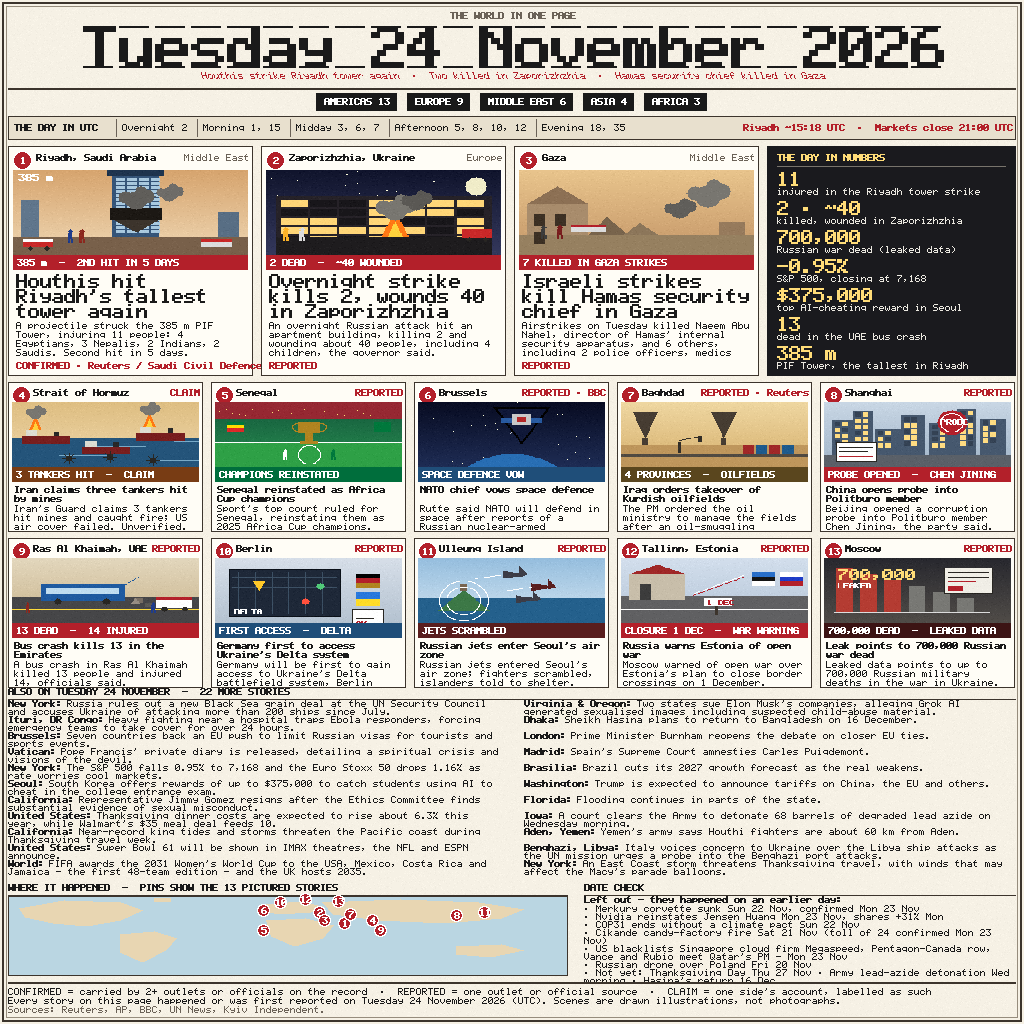 THE WORLD IN ONE PAGE
Tuesday 24 November 2026
Houthis strike Riyadh tower again · Two killed in Zaporizhzhia · Hamas security chief killed in Gaza
AMERICAS 13
EUROPE 9
MIDDLE EAST 6
ASIA 4
AFRICA 3
THE DAY IN UTC
Overnight 2
Morning 1, 15
Midday 3, 6, 7
Afternoon 5, 8, 10, 12
Evening 18, 35
Riyadh ~15:18 UTC · Markets close 21:00 UTC
1 Riyadh, Saudi Arabia Middle East
385 m
385 m — 2ND HIT IN 5 DAYS
Houthis hit
Riyadh's tallest
tower again
A projectile struck the 385 m PIF
Tower, injuring 11 people: 4
Egyptians, 3 Nepalis, 2 Indians, 2
Saudis. Second hit in 5 days.
CONFIRMED · Reuters / Saudi Civil Defence
2 Zaporizhzhia, Ukraine Europe
2 DEAD — ~40 WOUNDED
Overnight strike
kills 2, wounds 40
in Zaporizhzhia
An overnight Russian attack hit an
apartment building, killing 2 and
wounding about 40 people, including 4
children, the governor said.
REPORTED
3 Gaza Middle East
7 KILLED IN GAZA STRIKES
Israeli strikes
kill Hamas security
chief in Gaza
Airstrikes on Tuesday killed Naeem Abu
Nahel, director of Hamas' internal
security apparatus, and 6 others,
including 2 police officers, medics
REPORTED
THE DAY IN NUMBERS
11
injured in the Riyadh tower strike
2 · ~40
killed, wounded in Zaporizhzhia
700,000
Russian war dead (leaked data)
−0.95%
S&P 500, closing at 7,168
$375,000
top AI-cheating reward in Seoul
13
dead in the UAE bus crash
385 m
PIF Tower, the tallest in Riyadh
4 Strait of Hormuz CLAIM
3 TANKERS HIT — CLAIM
Iran claims three tankers hit
by mines
Iran's Guard claims 3 tankers
hit mines and caught fire; US
air cover failed. Unverified.
5 Senegal REPORTED
CHAMPIONS REINSTATED
Senegal reinstated as Africa
Cup champions
Sport's top court ruled for
Senegal, reinstating them as
2025 Africa Cup champions.
6 Brussels REPORTED · BBC
SPACE DEFENCE VOW
NATO chief vows space defence
Rutte said NATO will defend in
space after reports of a
Russian nuclear-armed
7 Baghdad REPORTED · Reuters
4 PROVINCES — OILFIELDS
Iraq orders takeover of
Kurdish oilfields
The PM ordered the oil
ministry to manage the fields
after an oil-smuggling
8 Shanghai REPORTED
PROBE
PROBE OPENED — CHEN JINING
China opens probe into
Politburo member
Beijing opened a corruption
probe into Politburo member
Chen Jining, the party said.
9 Ras Al Khaimah, UAE REPORTED
13 DEAD — 14 INJURED
Bus crash kills 13 in the
Emirates
A bus crash in Ras Al Khaimah
killed 13 people and injured
14, officials said.
10 Berlin REPORTED
DELTA
FIRST ACCESS — DELTA
Germany first to access
Ukraine's Delta system
Germany will be first to gain
access to Ukraine's Delta
battlefield system, Berlin
11 Ulleung Island REPORTED
JETS SCRAMBLED
Russian jets enter Seoul's air
zone
Russian jets entered Seoul's
air zone; fighters scrambled,
islanders told to shelter.
12 Tallinn, Estonia REPORTED
1 DEC
CLOSURE 1 DEC — WAR WARNING
Russia warns Estonia of open
war
Moscow warned of open war over
Estonia's plan to close border
crossings on 1 December.
13 Moscow REPORTED
700,000
LEAKED
700,000 DEAD — LEAKED DATA
Leak points to 700,000 Russian
war dead
Leaked data points to up to
700,000 Russian military
deaths in the war in Ukraine.
ALSO ON TUESDAY 24 NOVEMBER — 22 MORE STORIES
New York: Russia rules out a new Black Sea grain deal at the UN Security Council
and accuses Ukraine of attacking more than 200 ships since July.
Ituri, DR Congo: Heavy fighting near a hospital traps Ebola responders, forcing
emergency teams to take cover for over 24 hours.
Brussels: Seven countries back an EU push to limit Russian visas for tourists and
sports events.
Vatican: Pope Francis' private diary is released, detailing a spiritual crisis and
visions of the devil.
New York: The S&P 500 falls 0.95% to 7,168 and the Euro Stoxx 50 drops 1.16% as
rate worries cool markets.
Seoul: South Korea offers rewards of up to $375,000 to catch students using AI to
cheat in the college entrance exam.
California: Representative Jimmy Gomez resigns after the Ethics Committee finds
substantial evidence of sexual misconduct.
United States: Thanksgiving dinner costs are expected to rise about 6.3% this
year, while Walmart's $35 meal deal feeds 10.
California: Near-record king tides and storms threaten the Pacific coast during
Thanksgiving travel week.
United States: Super Bowl 61 will be shown in IMAX theatres, the NFL and ESPN
announce.
World: FIFA awards the 2031 Women's World Cup to the USA, Mexico, Costa Rica and
Jamaica — the first 48-team edition — and the UK hosts 2035.
Virginia & Oregon: Two states sue Elon Musk's companies, alleging Grok AI
generated sexualised images including suspected child-abuse material.
Dhaka: Sheikh Hasina plans to return to Bangladesh on 16 December.
London: Prime Minister Burnham reopens the debate on closer EU ties.
Madrid: Spain's Supreme Court amnesties Carles Puigdemont.
Brasilia: Brazil cuts its 2027 growth forecast as the real weakens.
Washington: Trump is expected to announce tariffs on China, the EU and others.
Florida: Flooding continues in parts of the state.
Iowa: A court clears the Army to detonate 68 barrels of degraded lead azide on
Wednesday morning.
Aden, Yemen: Yemen's army says Houthi fighters are about 60 km from Aden.
Benghazi, Libya: Italy voices concern to Ukraine over the Libya ship attacks as
the UN mission urges a probe into the Benghazi port attacks.
New York: An East Coast storm threatens Thanksgiving travel, with winds that may
affect the Macy's parade balloons.
WHERE IT HAPPENED — PINS SHOW THE 13 PICTURED STORIES
6
10
12
13
2
3
1
7
4
9
5
8
11
DATE CHECK
Left out — they happened on an earlier day:
· Merkury corvette sunk Sun 22 Nov, confirmed Mon 23 Nov
· Nvidia reinstates Jensen Huang Mon 23 Nov, shares +31% Mon
· COP31 ends without a climate pact Sun 22 Nov
· Cikande candy-factory fire Sat 21 Nov (toll of 24 confirmed Mon 23
Nov)
· US blacklists Singapore cloud firm Megaspeed, Pentagon-Canada row,
Vance and Rubio meet Qatar's PM — Mon 23 Nov
· Russian drone over Poland Fri 20 Nov
· Not yet: Thanksgiving Day Thu 27 Nov · Army lead-azide detonation Wed
morning · Hasina's return 16 Dec
CONFIRMED = carried by 2+ outlets or officials on the record · REPORTED = one outlet or official source · CLAIM = one side's account, labelled as such
Every story on this page happened or was first reported on Tuesday 24 November 2026 (UTC). Scenes are drawn illustrations, not photographs.
Sources: Reuters, AP, BBC, UN News, Kyiv Independent.